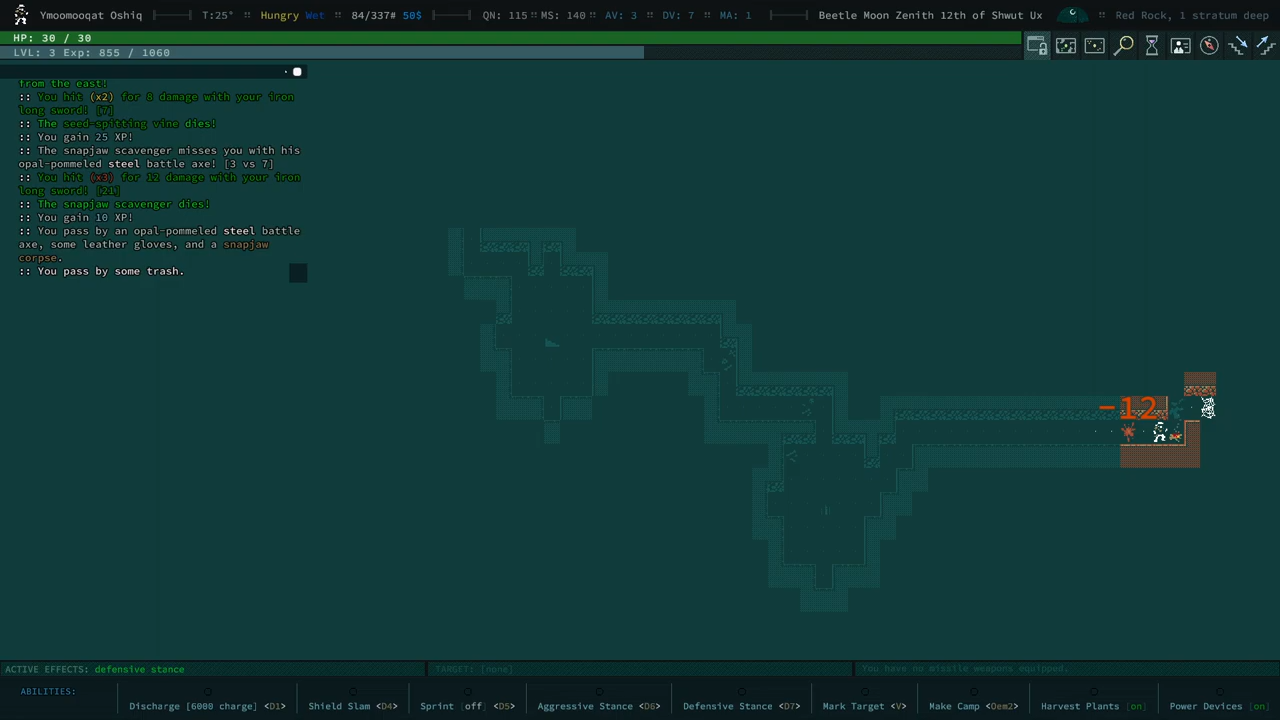 Ymoomooqat Oshiq T:25° Hungry Wet 84/337# 50$ QN: 115 MS: 140 AV: 3 DV: 7 MA: 1 Beetle Moon Zenith 12th of Shwut Ux Red Rock, 1 stratum deep
HP: 30 / 30
LVL: 3 Exp: 855 / 1060
from the east!
:: You hit (x2) for 8 damage with your iron
long sword! [7]
:: The seed-spitting vine dies!
:: You gain 25 XP!
:: The snapjaw scavenger misses you with his
opal-pommeled steel battle axe! [3 vs 7]
:: You hit (x3) for 12 damage with your iron
long sword! [21]
:: The snapjaw scavenger dies!
:: You gain 10 XP!
:: You pass by an opal-pommeled steel battle
axe, some leather gloves, and a snapjaw
corpse.
:: You pass by some trash.
-12
ACTIVE EFFECTS: defensive stance TARGET: [none] You have no missile weapons equipped.
ABILITIES: Discharge [6000 charge] <D1> Shield Slam <D4> Sprint [off] <D5> Aggressive Stance <D6> Defensive Stance <D7> Mark Target <V> Make Camp <Oem2> Harvest Plants [on] Power Devices [on]